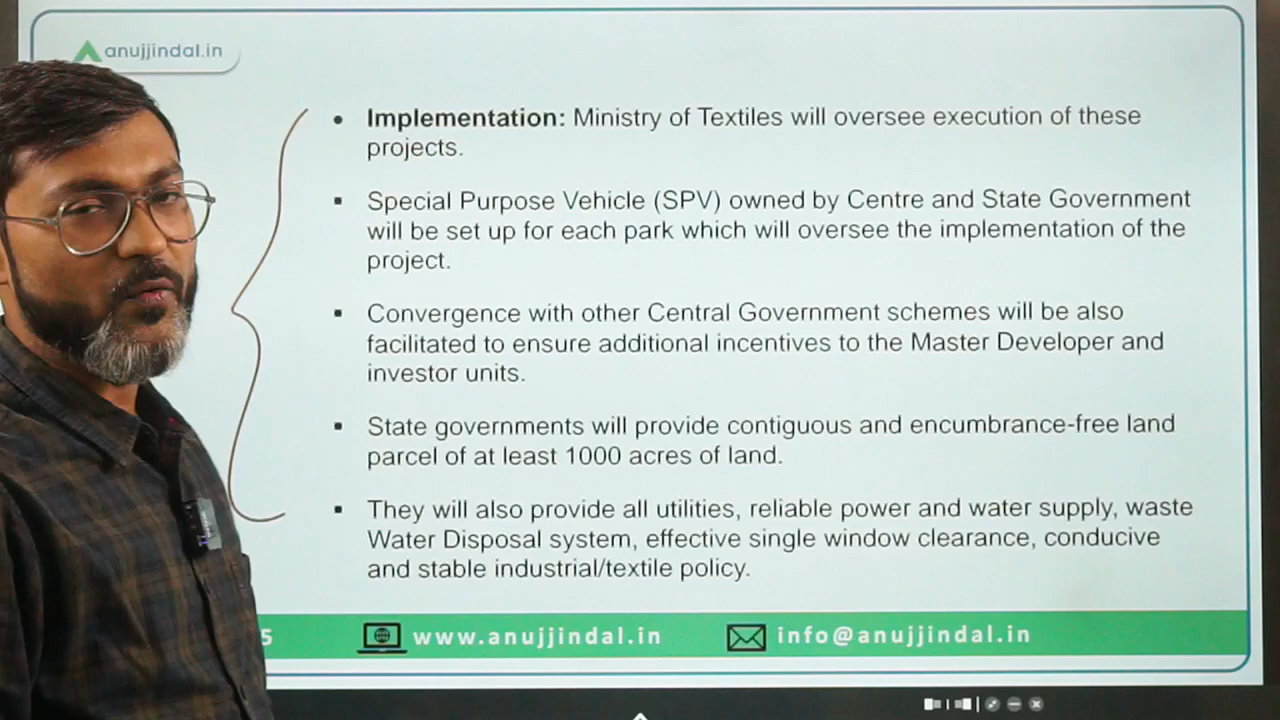 anujjindal.in
• Implementation: Ministry of Textiles will oversee execution of these
projects.
▪ Special Purpose Vehicle (SPV) owned by Centre and State Government
will be set up for each park which will oversee the implementation of the
project.
▪ Convergence with other Central Government schemes will be also
facilitated to ensure additional incentives to the Master Developer and
investor units.
▪ State governments will provide contiguous and encumbrance-free land
parcel of at least 1000 acres of land.
▪ They will also provide all utilities, reliable power and water supply, waste
Water Disposal system, effective single window clearance, conducive
and stable industrial/textile policy.
5 www.anujjindal.in info@anujjindal.in